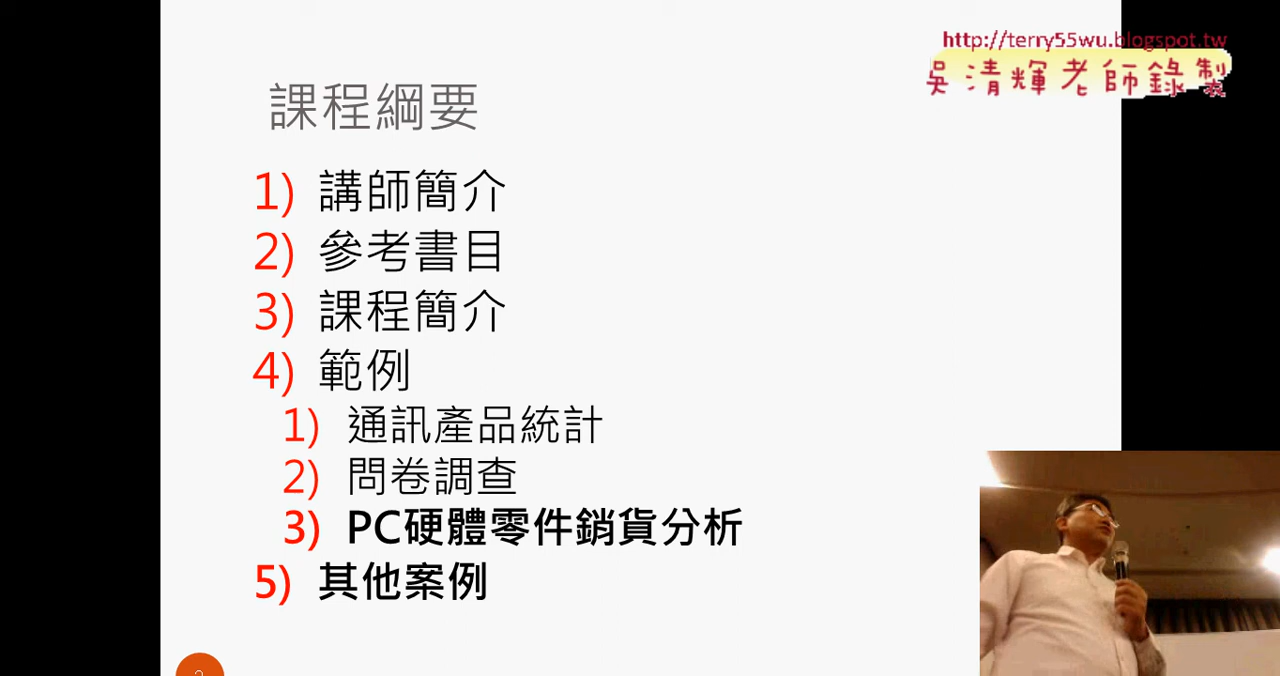 http://terry55wu.blogspot.tw
吳清輝老師錄製
課程綱要
1) 講師簡介
2) 參考書目
3) 課程簡介
4) 範例
1) 通訊產品統計
2) 問卷調查
3) PC硬體零件銷貨分析
5) 其他案例